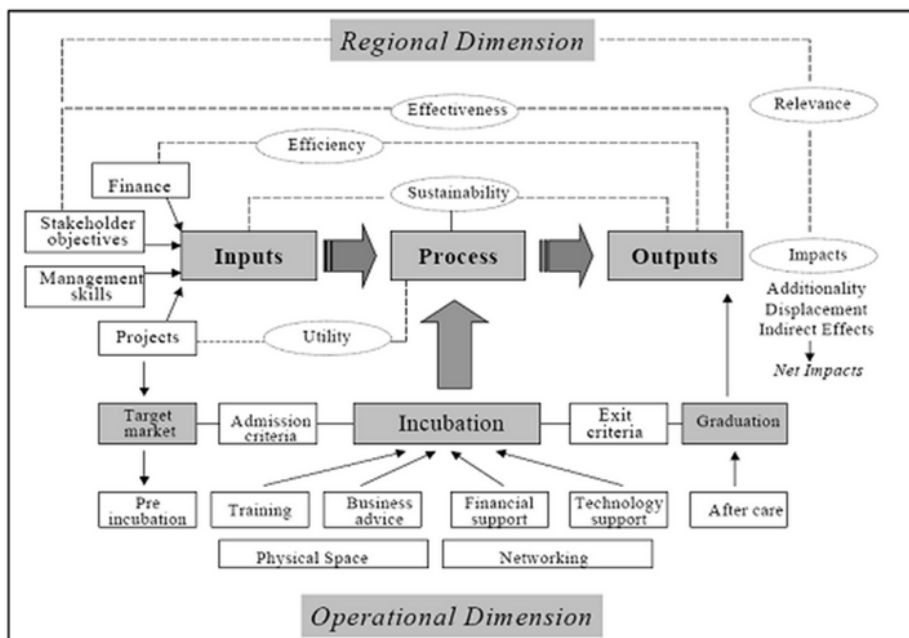 Regional Dimension
Effectiveness
Relevance
Efficiency
Finance
Sustainability
Stakeholder
objectives
Inputs
Process
Outputs
Impacts
Management
skills
Additionality
Displacement
Indirect Effects
Projects
Utility
Net Impacts
Target
market
Admission
criteria
Incubation
Exit
criteria
Graduation
Pre
incubation
Training
Business
advice
Financial
support
Technology
support
After care
Physical Space
Networking
Operational Dimension